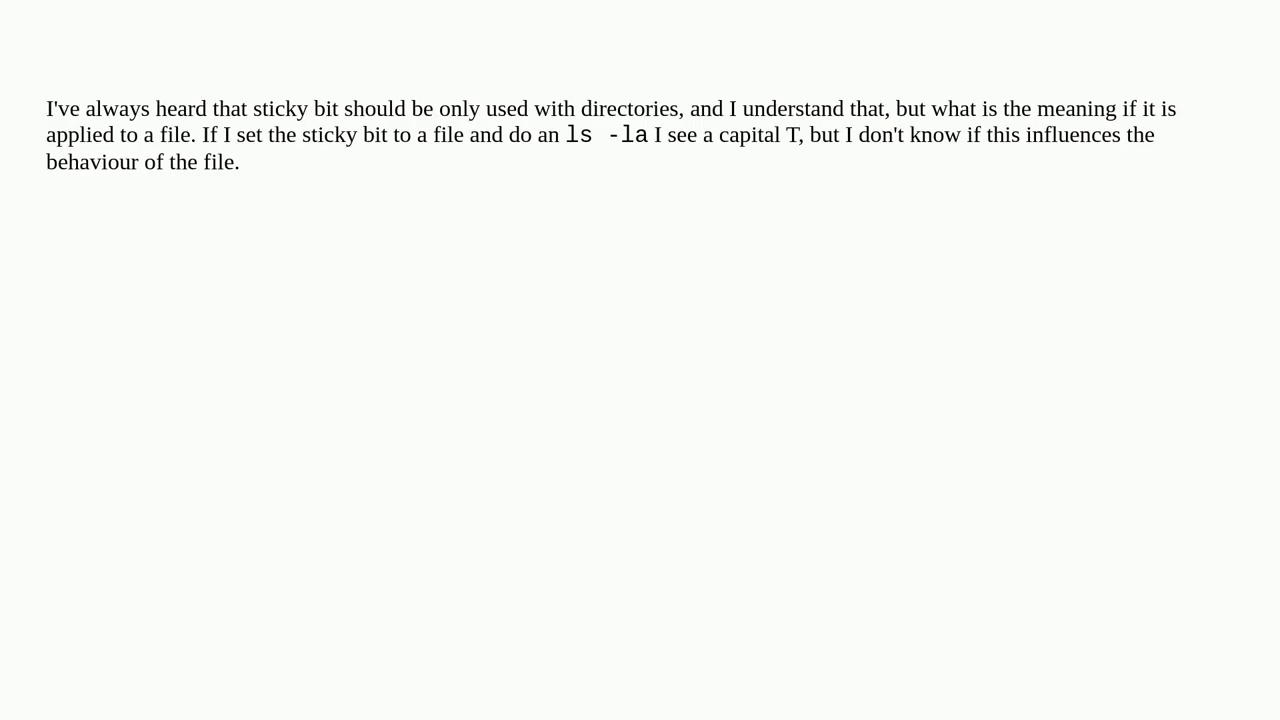 I've always heard that sticky bit should be only used with directories, and I understand that, but what is the meaning if it is
applied to a file. If I set the sticky bit to a file and do an ls -la I see a capital T, but I don't know if this influences the
behaviour of the file.